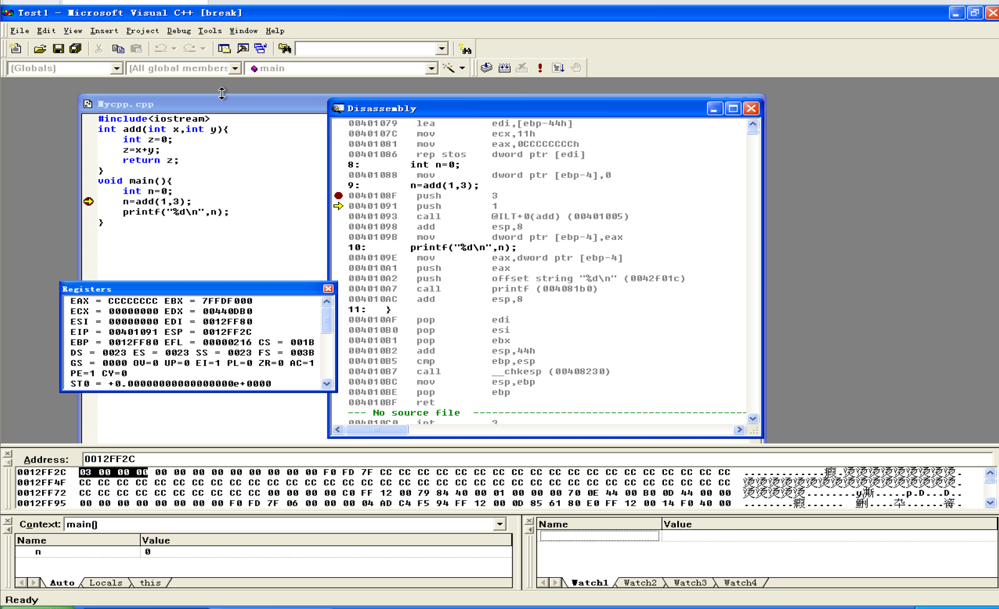 Test1 - Microsoft Visual C++ [break]
File Edit View Insert Project Debug Tools Window Help
(Globals) (All global members main
Mycpp.cpp
#include<iostream>
int add(int x,int y){
int z=0;
z=x+y;
return z;
}
void main(){
int n=0;
n=add(1,3);
printf("%d\n",n);
}
Disassembly
00401079 lea edi,[ebp-44h]
0040107C mov ecx,11h
00401081 mov eax,0CCCCCCCCh
00401086 rep stos dword ptr [edi]
8: int n=0;
00401088 mov dword ptr [ebp-4],0
9: n=add(1,3);
0040108F push 3
00401091 push 1
00401093 call @ILT+0(add) (00401005)
00401098 add esp,8
0040109B mov dword ptr [ebp-4],eax
10: printf("%d\n",n);
0040109E mov eax,dword ptr [ebp-4]
004010A1 push eax
004010A2 push offset string "%d\n" (0042f01c)
004010A7 call printf (004081b0)
004010AC add esp,8
11: }
004010AF pop edi
004010B0 pop esi
004010B1 pop ebx
004010B2 add esp,44h
004010B5 cmp ebp,esp
004010B7 call __chkesp (00408230)
004010BC mov esp,ebp
004010BE pop ebp
004010BF ret
--- No source file ---------------------------------------------
004010C0 int 3
Registers
EAX = CCCCCCCC EBX = 7FFDF000
ECX = 00000000 EDX = 00440DB0
ESI = 00000000 EDI = 0012FF80
EIP = 00401091 ESP = 0012FF2C
EBP = 0012FF80 EFL = 00000216 CS = 001B
DS = 0023 ES = 0023 SS = 0023 FS = 003B
GS = 0000 OV=0 UP=0 EI=1 PL=0 ZR=0 AC=1
PE=1 CY=0
ST0 = +0.00000000000000000e+0000
Address: 0012FF2C
0012FF2C 03 00 00 00 00 00 00 00 00 00 00 00 00 F0 FD 7F CC CC CC CC CC CC CC CC CC CC CC CC CC CC CC CC CC CC CC .............瑕.烫烫烫烫烫烫烫烫烫.
0012FF4F CC CC CC CC CC CC CC CC CC CC CC CC CC CC CC CC CC CC CC CC CC CC CC CC CC CC CC CC CC CC CC CC CC CC CC 烫烫烫烫烫烫烫烫烫烫烫烫烫烫烫烫烫.
0012FF72 CC CC CC CC CC CC CC CC CC CC 00 00 00 00 C0 FF 12 00 79 84 40 00 01 00 00 00 70 0E 44 00 B0 0D 44 00 00 烫烫烫烫烫........y凘.....p.D...D..
0012FF95 00 00 00 00 00 00 00 00 F0 FD 7F 06 00 00 00 04 AD C4 F5 94 FF 12 00 0D 85 61 80 E0 FF 12 00 14 F0 40 00
Context: main()
Name Value
n 0
Auto Locals this
Name Value
Watch1 Watch2 Watch3 Watch4
Ready